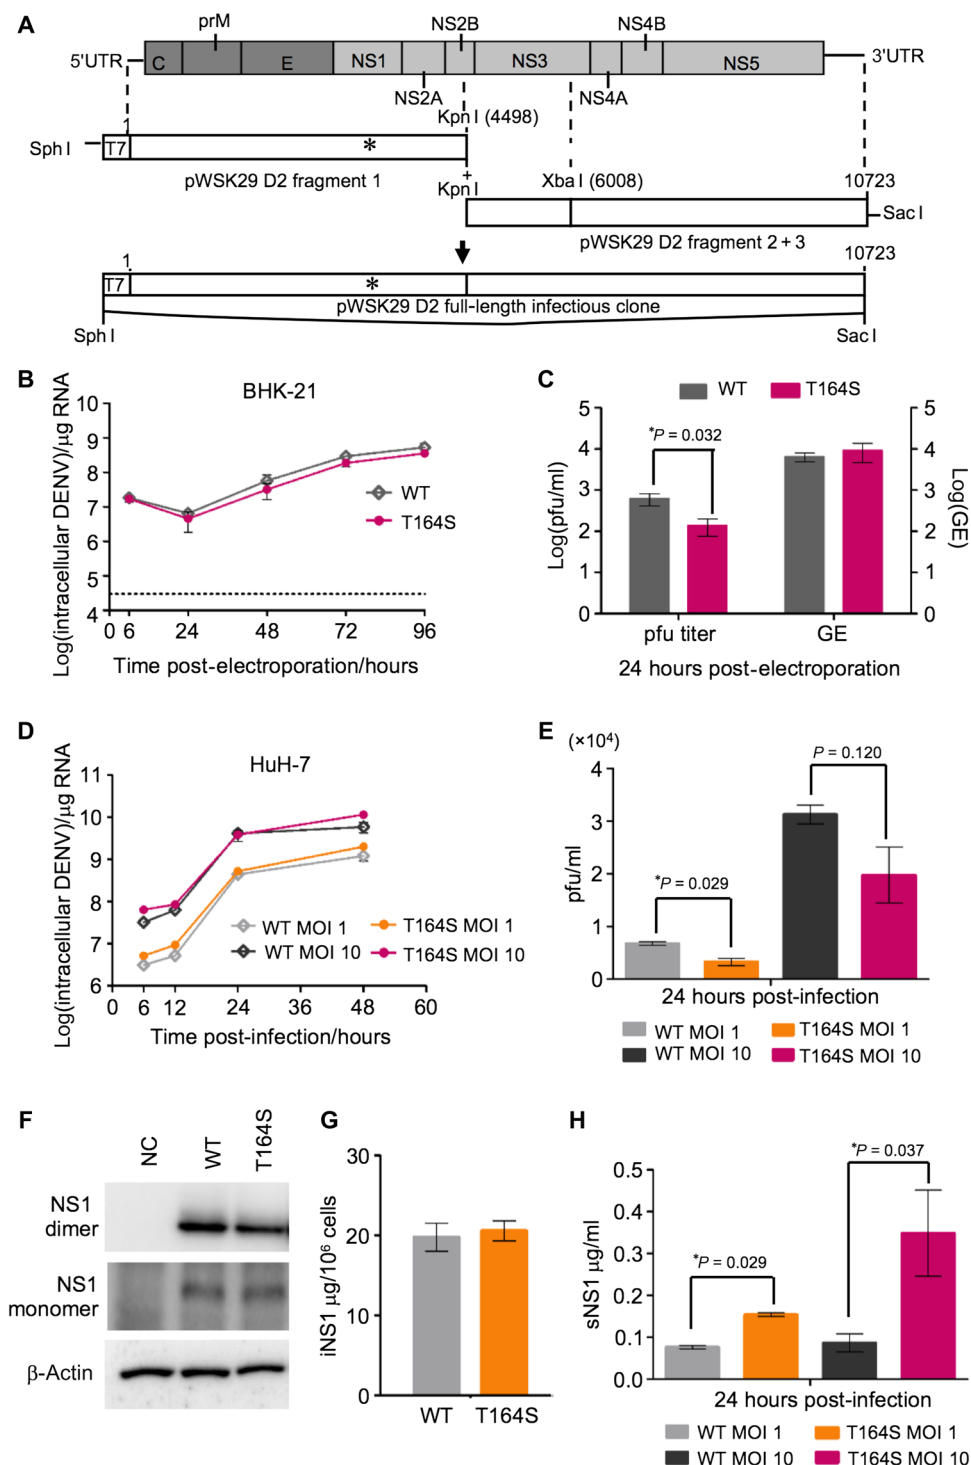 A
prM
NS2B
NS4B
5'UTR
C
E
NS1
NS3
NS5
3'UTR
NS2A
NS4A
Kpn I (4498)
1
Sph I
T7
*
pWSK29 D2 fragment 1
+
Kpn I
Xba I (6008)
10723
Sac I
pWSK29 D2 fragment 2 + 3
1
10723
T7
*
pWSK29 D2 full-length infectious clone
Sph I
Sac I
B
BHK-21
Log(intracellular DENV)/µg RNA
10
9
8
7
6
5
4
WT
T164S
0 6 24 48 72 96
Time post-electroporation/hours
C
WT
T164S
Log(pfu/ml)
5
4
3
2
1
0
*P = 0.032
5
4
3
2
1
0
Log(GE)
pfu titer
GE
24 hours post-electroporation
D
HuH-7
Log(intracellular DENV)/µg RNA
11
10
9
8
7
6
WT MOI 1
T164S MOI 1
WT MOI 10
T164S MOI 10
0 6 12 24 36 48 60
Time post-infection/hours
E
(×10⁴)
pfu/ml
4
3
2
1
0
*P = 0.029
P = 0.120
24 hours post-infection
WT MOI 1
T164S MOI 1
WT MOI 10
T164S MOI 10
F
NC
WT
T164S
NS1
dimer
NS1
monomer
β-Actin
G
iNS1 µg/10⁶ cells
30
20
10
0
WT
T164S
H
sNS1 µg/ml
0.5
0.4
0.3
0.2
0.1
0.0
*P = 0.029
*P = 0.037
24 hours post-infection
WT MOI 1
T164S MOI 1
WT MOI 10
T164S MOI 10